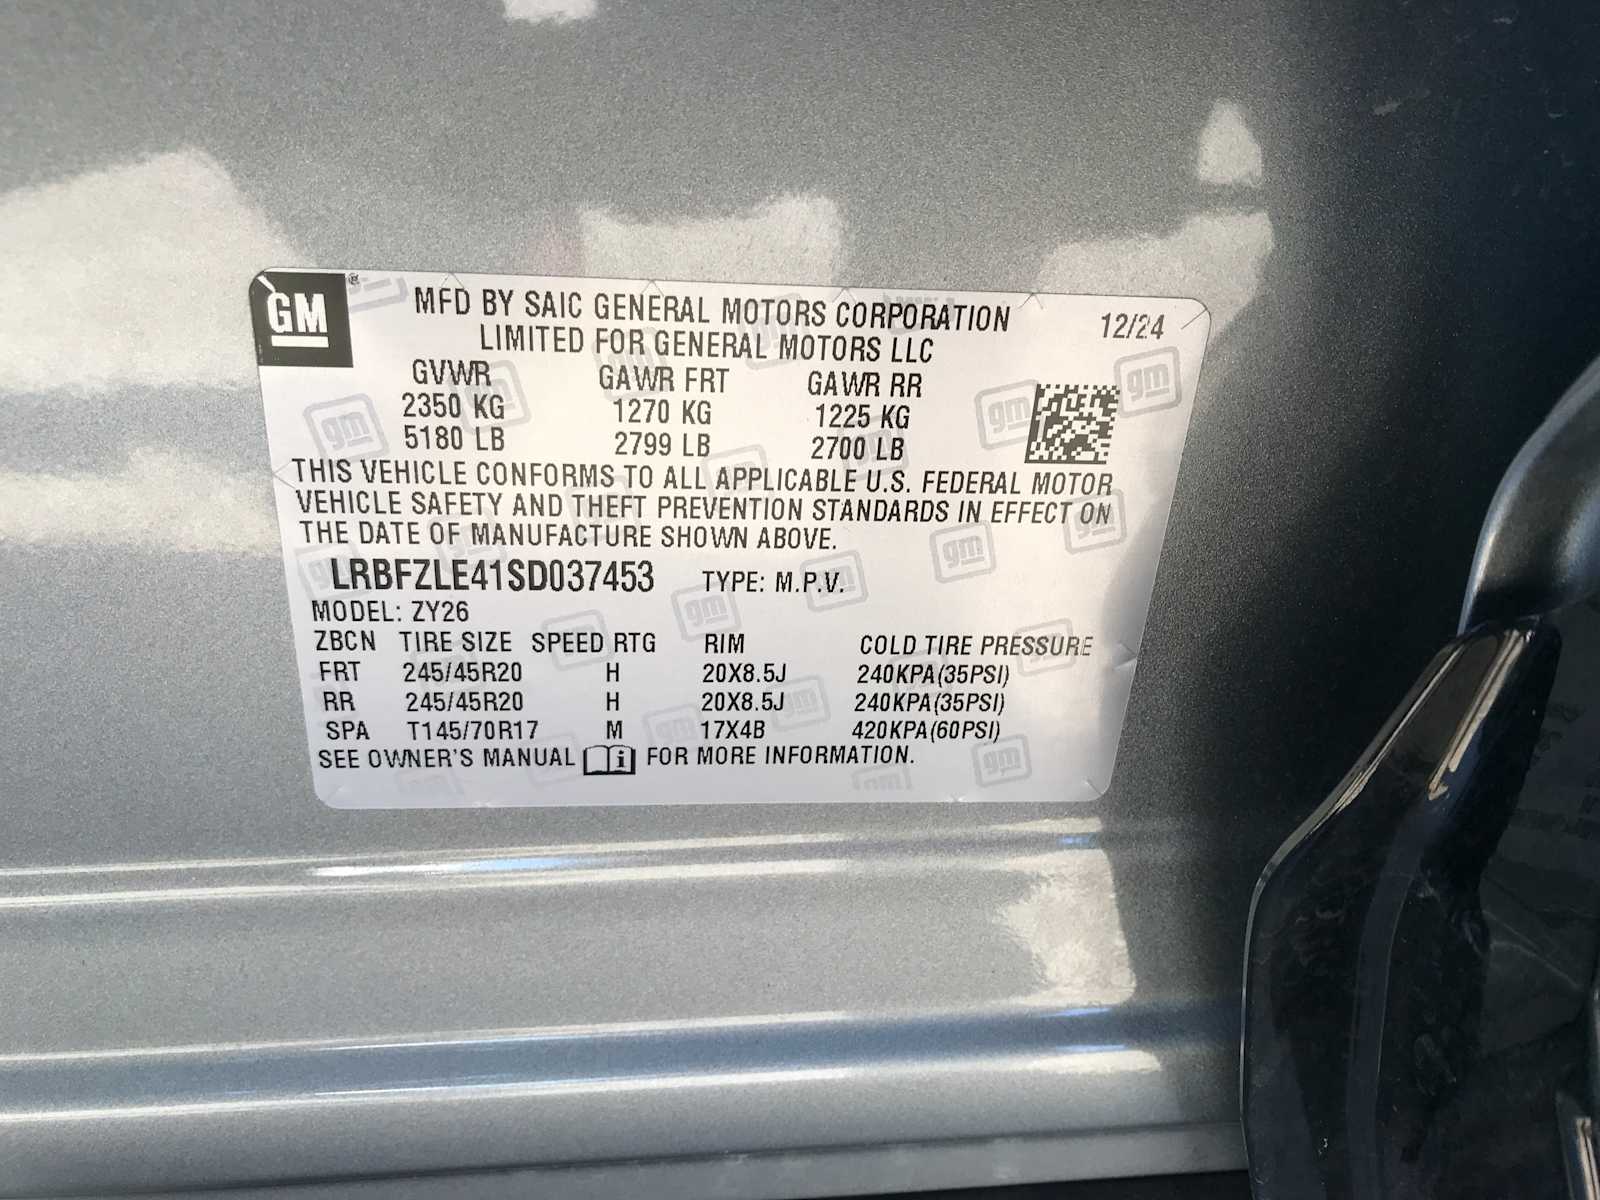 GM
MFD BY SAIC GENERAL MOTORS CORPORATION
LIMITED FOR GENERAL MOTORS LLC
12/24
GVWR GAWR FRT GAWR RR
2350 KG 1270 KG 1225 KG
5180 LB 2799 LB 2700 LB
THIS VEHICLE CONFORMS TO ALL APPLICABLE U.S. FEDERAL MOTOR
VEHICLE SAFETY AND THEFT PREVENTION STANDARDS IN EFFECT ON
THE DATE OF MANUFACTURE SHOWN ABOVE.
LRBFZLE41SD037453 TYPE: M.P.V.
MODEL: ZY26
ZBCN TIRE SIZE SPEED RTG RIM COLD TIRE PRESSURE
FRT 245/45R20 H 20X8.5J 240KPA(35PSI)
RR 245/45R20 H 20X8.5J 240KPA(35PSI)
SPA T145/70R17 M 17X4B 420KPA(60PSI)
SEE OWNER'S MANUAL i FOR MORE INFORMATION.